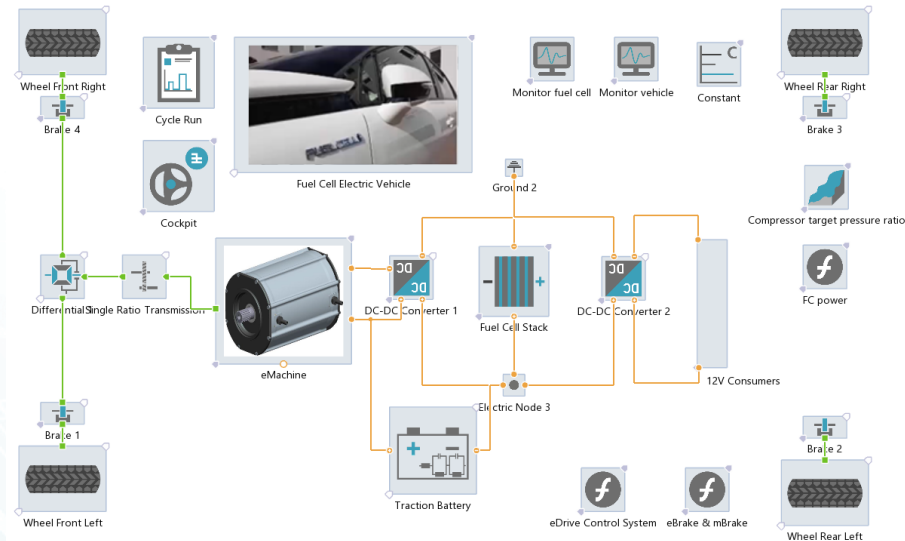 Wheel Front Right
Brake 4
Cycle Run
Cockpit
FUELCELL
Fuel Cell Electric Vehicle
Monitor fuel cell
Monitor vehicle
C
Constant
Wheel Rear Right
Brake 3
Ground 2
Compressor target pressure ratio
Differential
Single Ratio Transmission
eMachine
DC
DC
DC-DC Converter 1
Fuel Cell Stack
DC
DC
DC-DC Converter 2
FC power
12V Consumers
Electric Node 3
Brake 1
Wheel Front Left
Traction Battery
eDrive Control System
eBrake & mBrake
Brake 2
Wheel Rear Left